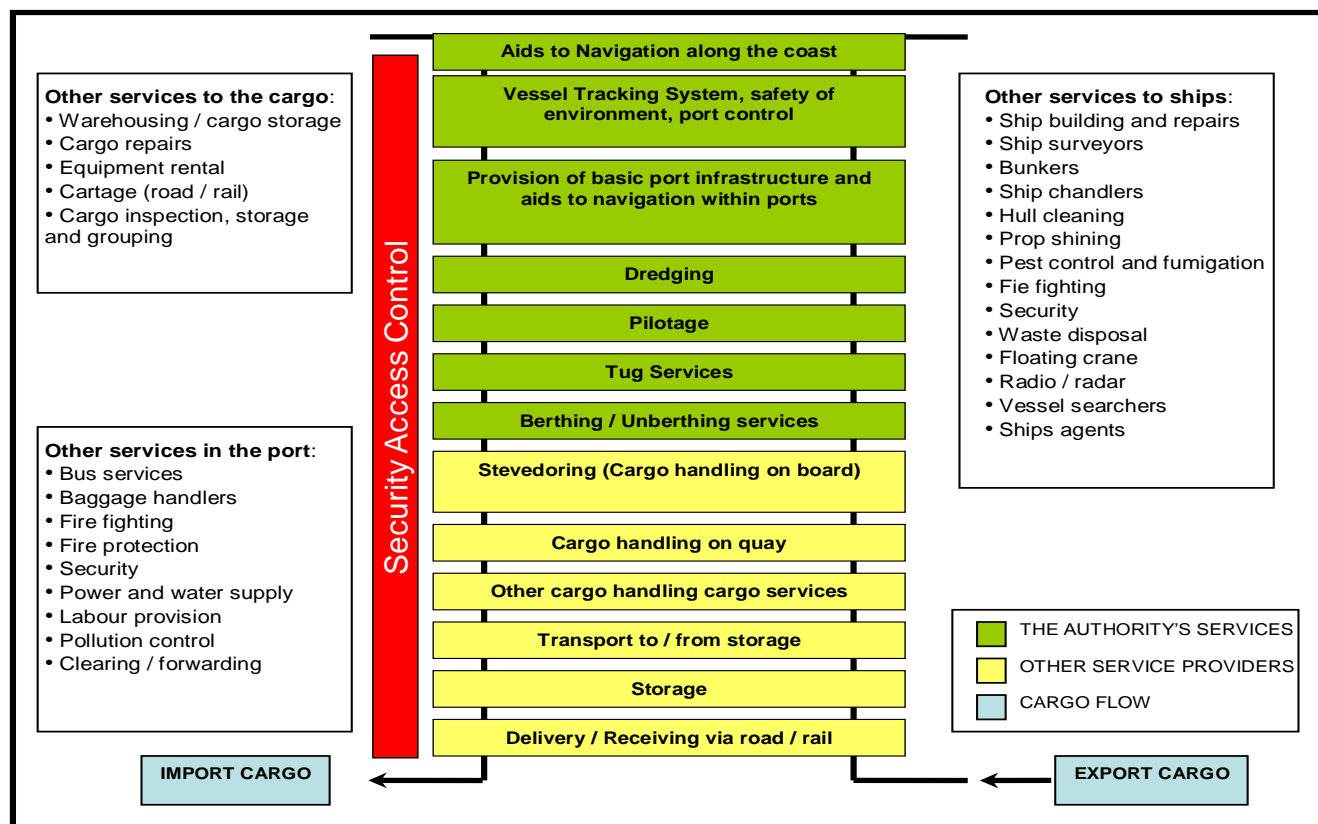 Aids to Navigation along the coast
Vessel Tracking System, safety of
environment, port control
Provision of basic port infrastructure and
aids to navigation within ports
Dredging
Pilotage
Tug Services
Berthing / Unberthing services
Stevedoring (Cargo handling on board)
Cargo handling on quay
Other cargo handling cargo services
Transport to / from storage
Storage
Delivery / Receiving via road / rail
Security Access Control
Other services to the cargo:
• Warehousing / cargo storage
• Cargo repairs
• Equipment rental
• Cartage (road / rail)
• Cargo inspection, storage
and grouping
Other services in the port:
• Bus services
• Baggage handlers
• Fire fighting
• Fire protection
• Security
• Power and water supply
• Labour provision
• Pollution control
• Clearing / forwarding
IMPORT CARGO
Other services to ships:
• Ship building and repairs
• Ship surveyors
• Bunkers
• Ship chandlers
• Hull cleaning
• Prop shining
• Pest control and fumigation
• Fie fighting
• Security
• Waste disposal
• Floating crane
• Radio / radar
• Vessel searchers
• Ships agents
THE AUTHORITY'S SERVICES
OTHER SERVICE PROVIDERS
CARGO FLOW
EXPORT CARGO